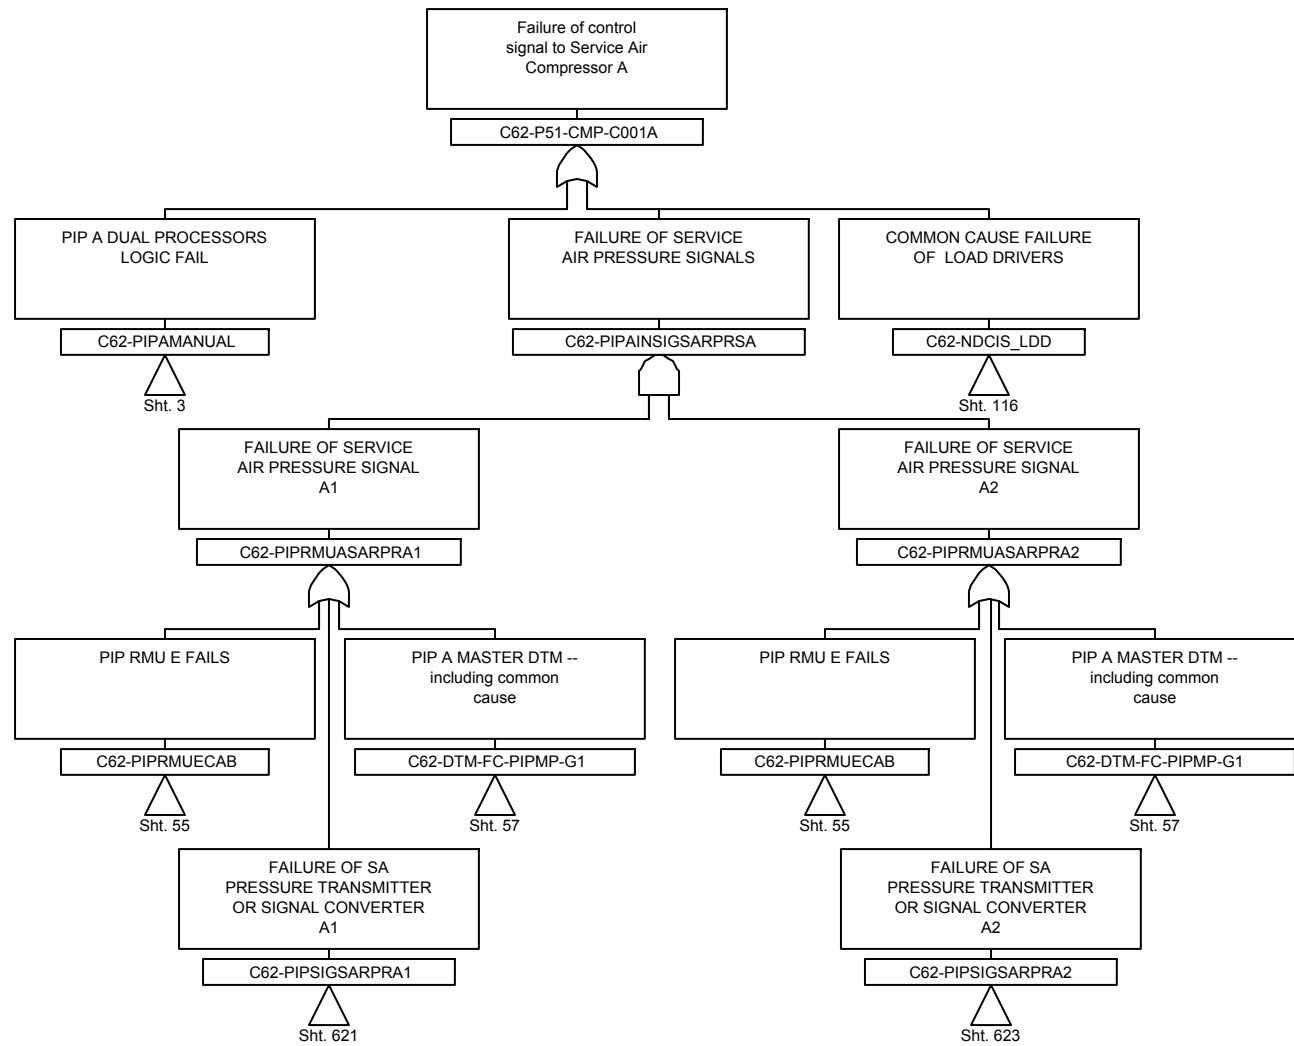 Failure of control
signal to Service Air
Compressor A
C62-P51-CMP-C001A
PIP A DUAL PROCESSORS
LOGIC FAIL
C62-PIPAMANUAL
Sht. 3
FAILURE OF SERVICE
AIR PRESSURE SIGNALS
C62-PIPAINSIGSARPRSA
COMMON CAUSE FAILURE
OF LOAD DRIVERS
C62-NDCIS_LDD
Sht. 116
FAILURE OF SERVICE
AIR PRESSURE SIGNAL
A1
C62-PIPRMUASARPRA1
FAILURE OF SERVICE
AIR PRESSURE SIGNAL
A2
C62-PIPRMUASARPRA2
PIP RMU E FAILS
C62-PIPRMUECAB
Sht. 55
PIP A MASTER DTM --
including common
cause
C62-DTM-FC-PIPMP-G1
Sht. 57
PIP RMU E FAILS
C62-PIPRMUECAB
Sht. 55
PIP A MASTER DTM --
including common
cause
C62-DTM-FC-PIPMP-G1
Sht. 57
FAILURE OF SA
PRESSURE TRANSMITTER
OR SIGNAL CONVERTER
A1
C62-PIPSIGSARPRA1
Sht. 621
FAILURE OF SA
PRESSURE TRANSMITTER
OR SIGNAL CONVERTER
A2
C62-PIPSIGSARPRA2
Sht. 623